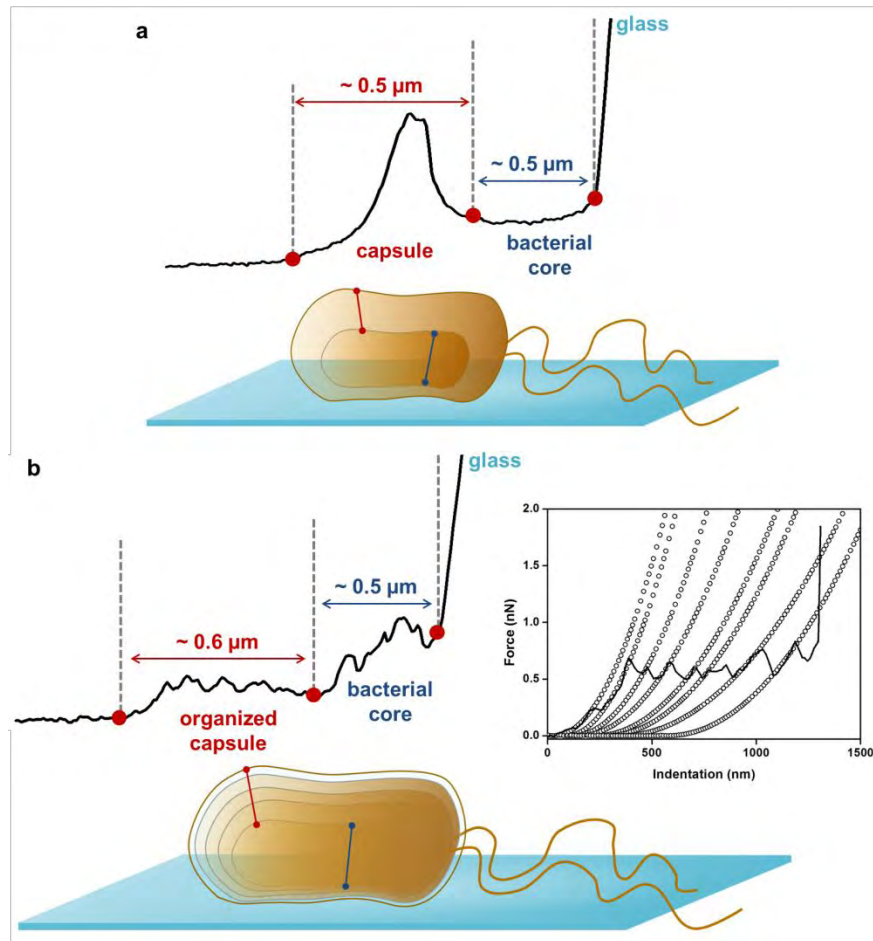 a
glass
~ 0.5 µm
~ 0.5 µm
capsule
bacterial
core
b
glass
~ 0.5 µm
~ 0.6 µm
bacterial
core
organized
capsule
2.0
1.5
1.0
0.5
0.0
Force (nN)
0
500
1000
1500
Indentation (nm)